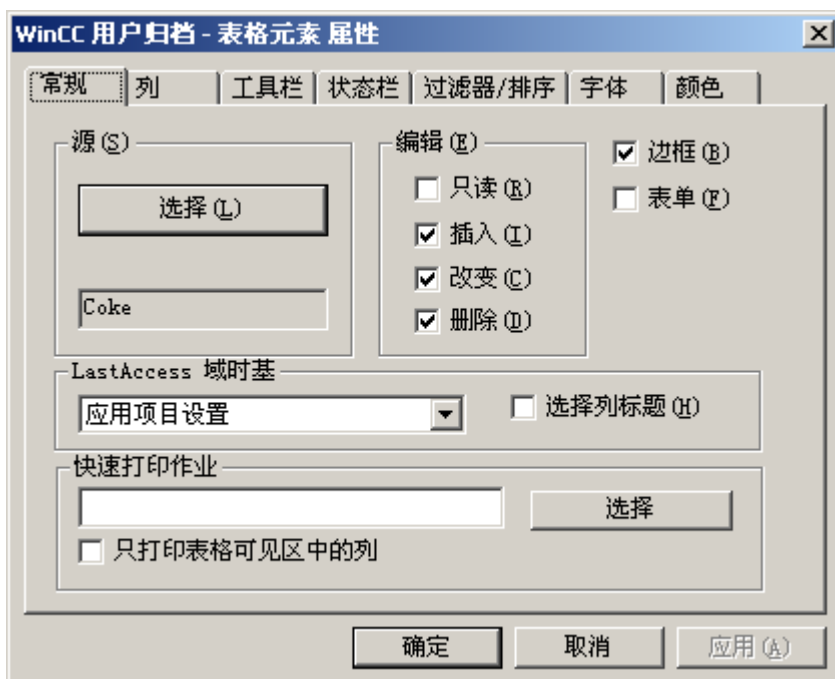 WinCC 用户归档 - 表格元素 属性
常规 列 工具栏 状态栏 过滤器/排序 字体 颜色
源(S)
选择(L)
Coke
编辑(E)
只读(R)
插入(I)
改变(C)
删除(D)
边框(B)
表单(F)
LastAccess 域时基
应用项目设置
选择列标题(H)
快速打印作业
选择
只打印表格可见区中的列
确定 取消 应用(A)